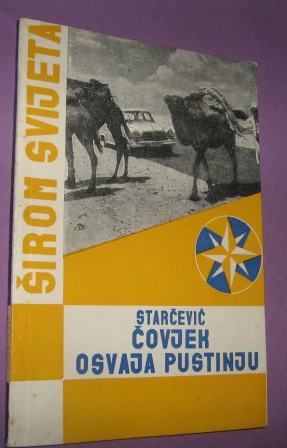 ŠIROM SVIJETA
STARČEVIĆ
ČOVJEK
OSVAJA PUSTINJU